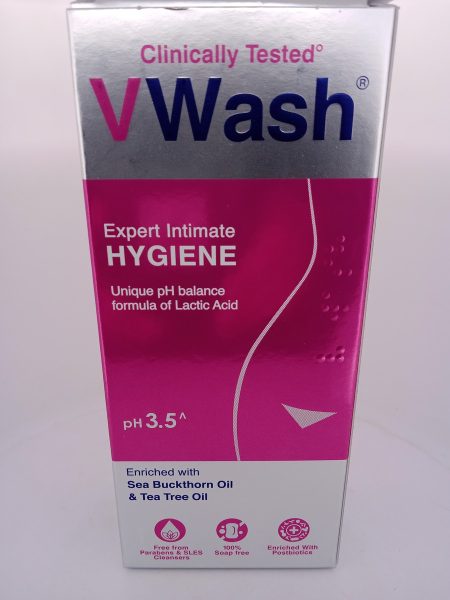 Clinically Tested°
VWash®
Expert Intimate
HYGIENE
Unique pH balance
formula of Lactic Acid
pH 3.5^
Enriched with
Sea Buckthorn Oil
& Tea Tree Oil
Free from
Parabens & SLES
Cleansers
100%
Soap free
Enriched With
Postbiotics